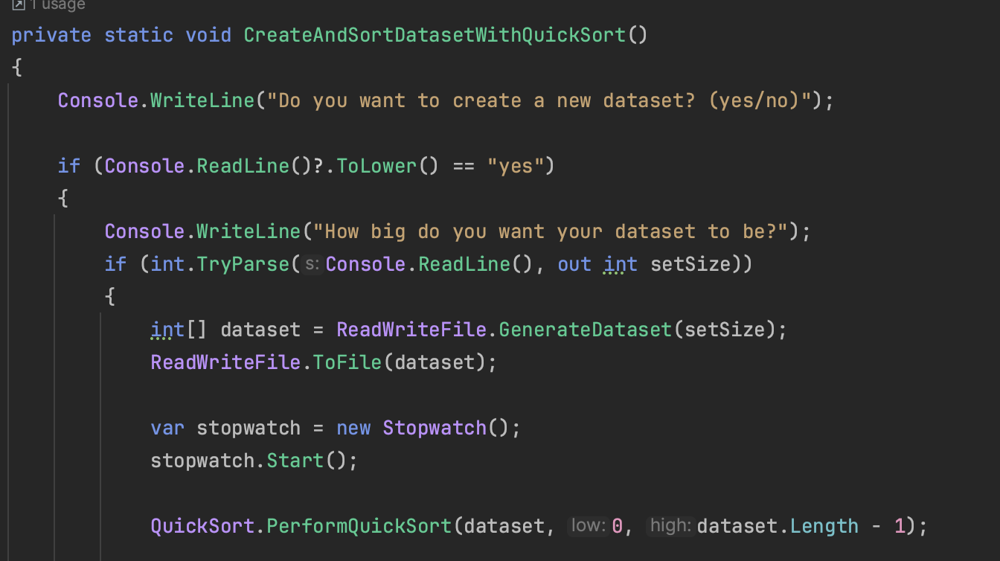 1 usage
private static void CreateAndSortDatasetWithQuickSort()
{
Console.WriteLine("Do you want to create a new dataset? (yes/no)");
if (Console.ReadLine()?.ToLower() == "yes")
{
Console.WriteLine("How big do you want your dataset to be?");
if (int.TryParse(s: Console.ReadLine(), out int setSize))
{
int[] dataset = ReadWriteFile.GenerateDataset(setSize);
ReadWriteFile.ToFile(dataset);
var stopwatch = new Stopwatch();
stopwatch.Start();
QuickSort.PerformQuickSort(dataset, low: 0, high: dataset.Length - 1);